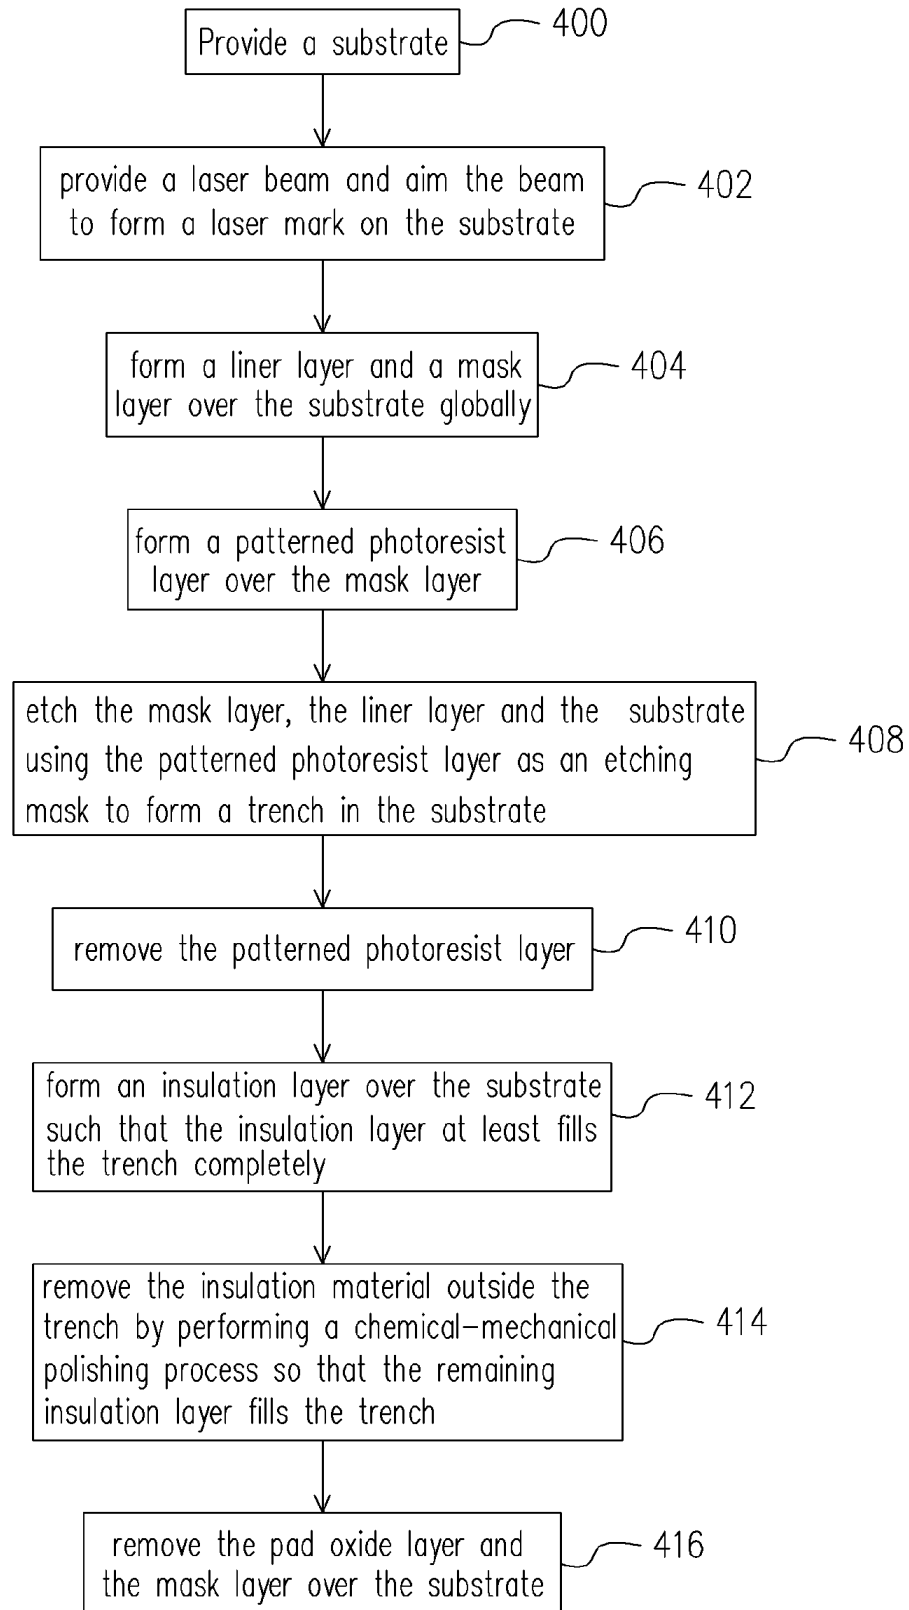 Provide a substrate
400
provide a laser beam and aim the beam
to form a laser mark on the substrate
402
form a liner layer and a mask
layer over the substrate globally
404
form a patterned photoresist
layer over the mask layer
406
etch the mask layer, the liner layer and the substrate
using the patterned photoresist layer as an etching
mask to form a trench in the substrate
408
remove the patterned photoresist layer
410
form an insulation layer over the substrate
such that the insulation layer at least fills
the trench completely
412
remove the insulation material outside the
trench by performing a chemical-mechanical
polishing process so that the remaining
insulation layer fills the trench
414
remove the pad oxide layer and
the mask layer over the substrate
416